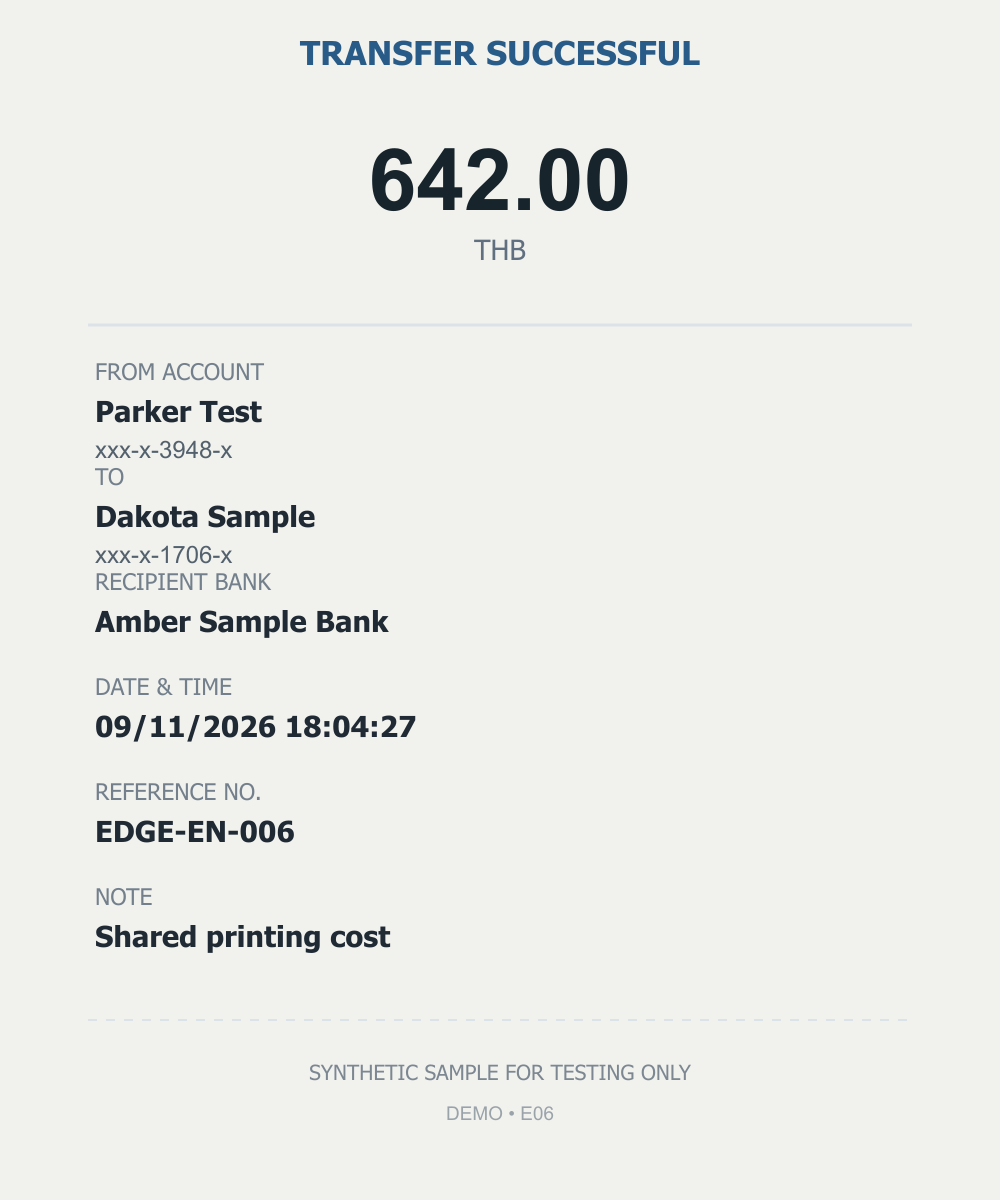 TRANSFER SUCCESSFUL
642.00
THB
FROM ACCOUNT
Parker Test
xxx-x-3948-x
TO
Dakota Sample
xxx-x-1706-x
RECIPIENT BANK
Amber Sample Bank
DATE & TIME
09/11/2026 18:04:27
REFERENCE NO.
EDGE-EN-006
NOTE
Shared printing cost
SYNTHETIC SAMPLE FOR TESTING ONLY
DEMO • E06